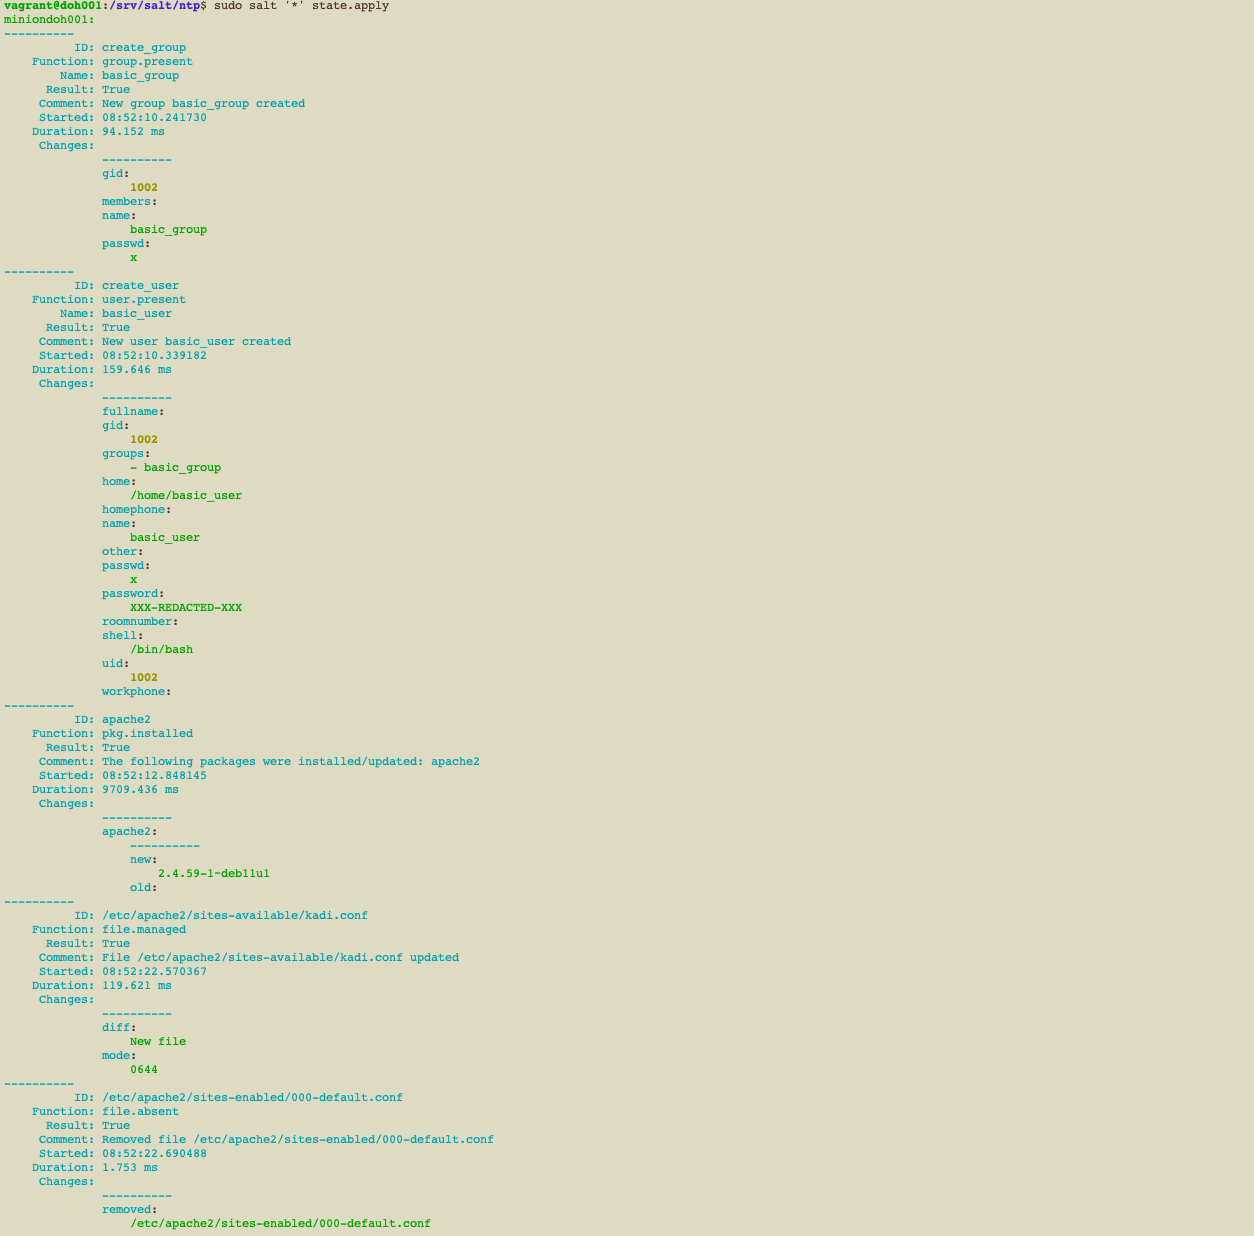 vagrant@doh001:/srv/salt/ntp$ sudo salt '*' state.apply
miniondoh001:
----------
ID: create_group
Function: group.present
Name: basic_group
Result: True
Comment: New group basic_group created
Started: 08:52:10.241730
Duration: 94.152 ms
Changes:
----------
gid:
1002
members:
name:
basic_group
passwd:
x
----------
ID: create_user
Function: user.present
Name: basic_user
Result: True
Comment: New user basic_user created
Started: 08:52:10.339182
Duration: 159.646 ms
Changes:
----------
fullname:
gid:
1002
groups:
- basic_group
home:
/home/basic_user
homephone:
name:
basic_user
other:
passwd:
x
password:
XXX-REDACTED-XXX
roomnumber:
shell:
/bin/bash
uid:
1002
workphone:
----------
ID: apache2
Function: pkg.installed
Result: True
Comment: The following packages were installed/updated: apache2
Started: 08:52:12.848145
Duration: 9709.436 ms
Changes:
----------
apache2:
----------
new:
2.4.59-1~deb11u1
old:
----------
ID: /etc/apache2/sites-available/kadi.conf
Function: file.managed
Result: True
Comment: File /etc/apache2/sites-available/kadi.conf updated
Started: 08:52:22.570367
Duration: 119.621 ms
Changes:
----------
diff:
New file
mode:
0644
----------
ID: /etc/apache2/sites-enabled/000-default.conf
Function: file.absent
Result: True
Comment: Removed file /etc/apache2/sites-enabled/000-default.conf
Started: 08:52:22.690488
Duration: 1.753 ms
Changes:
----------
removed:
/etc/apache2/sites-enabled/000-default.conf